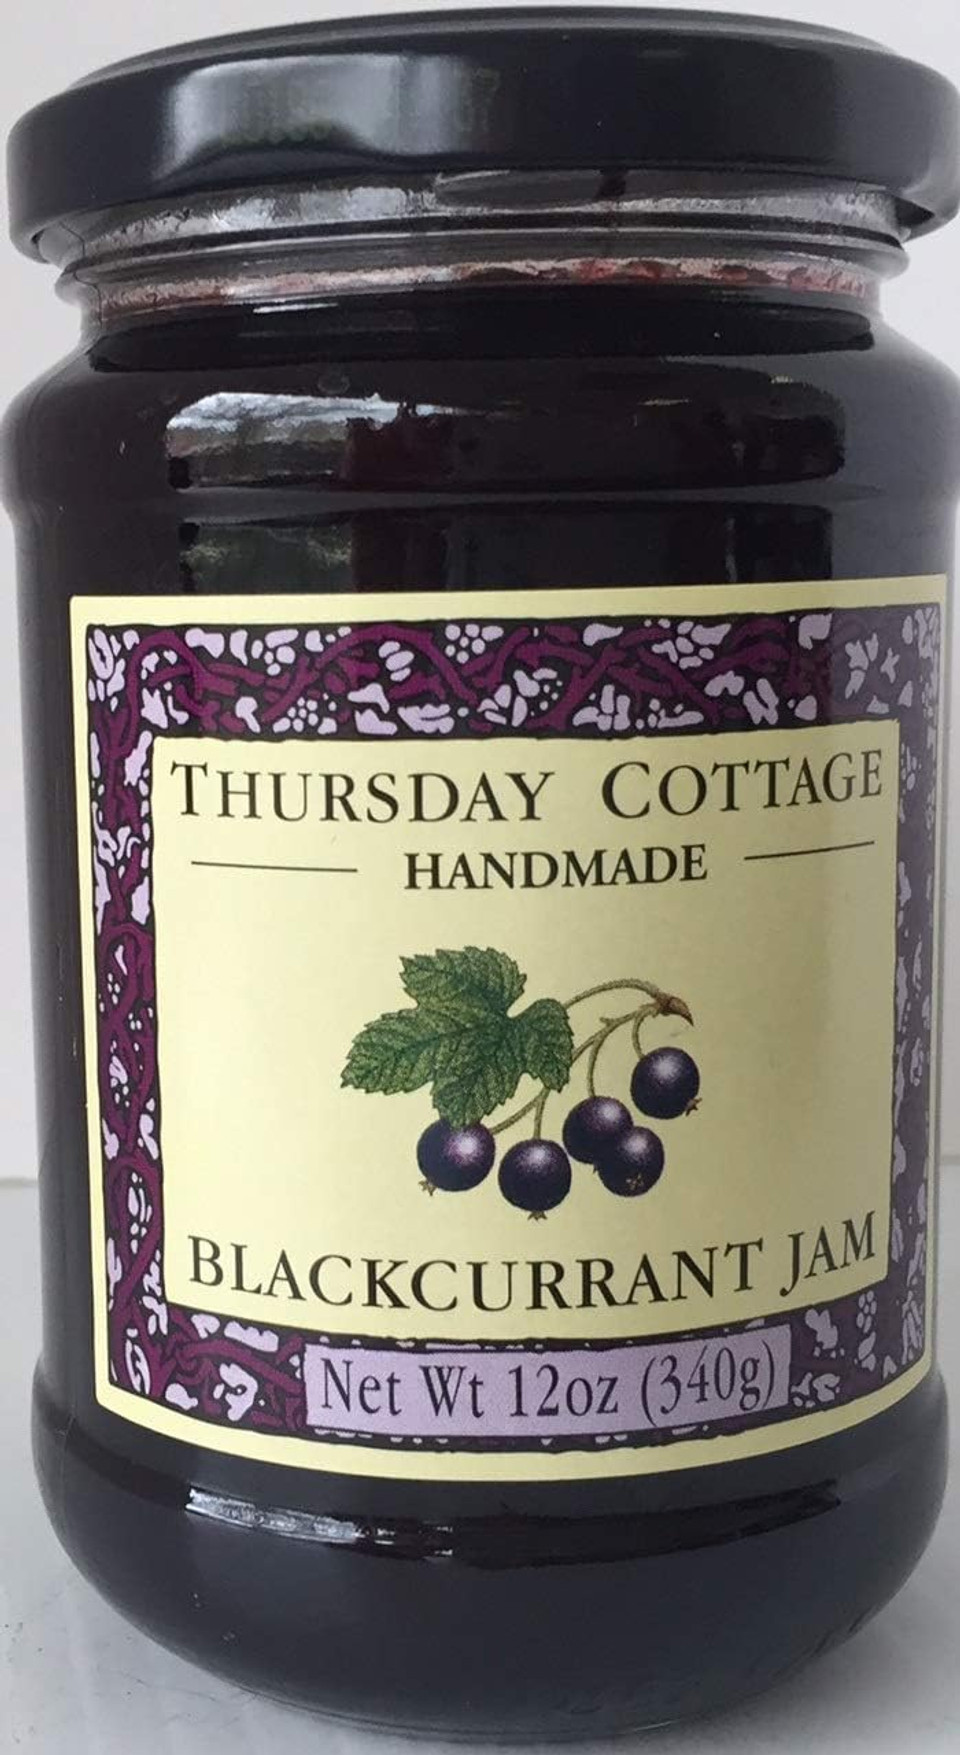 THURSDAY COTTAGE
HANDMADE
BLACKCURRANT JAM
Net Wt 12oz (340g)